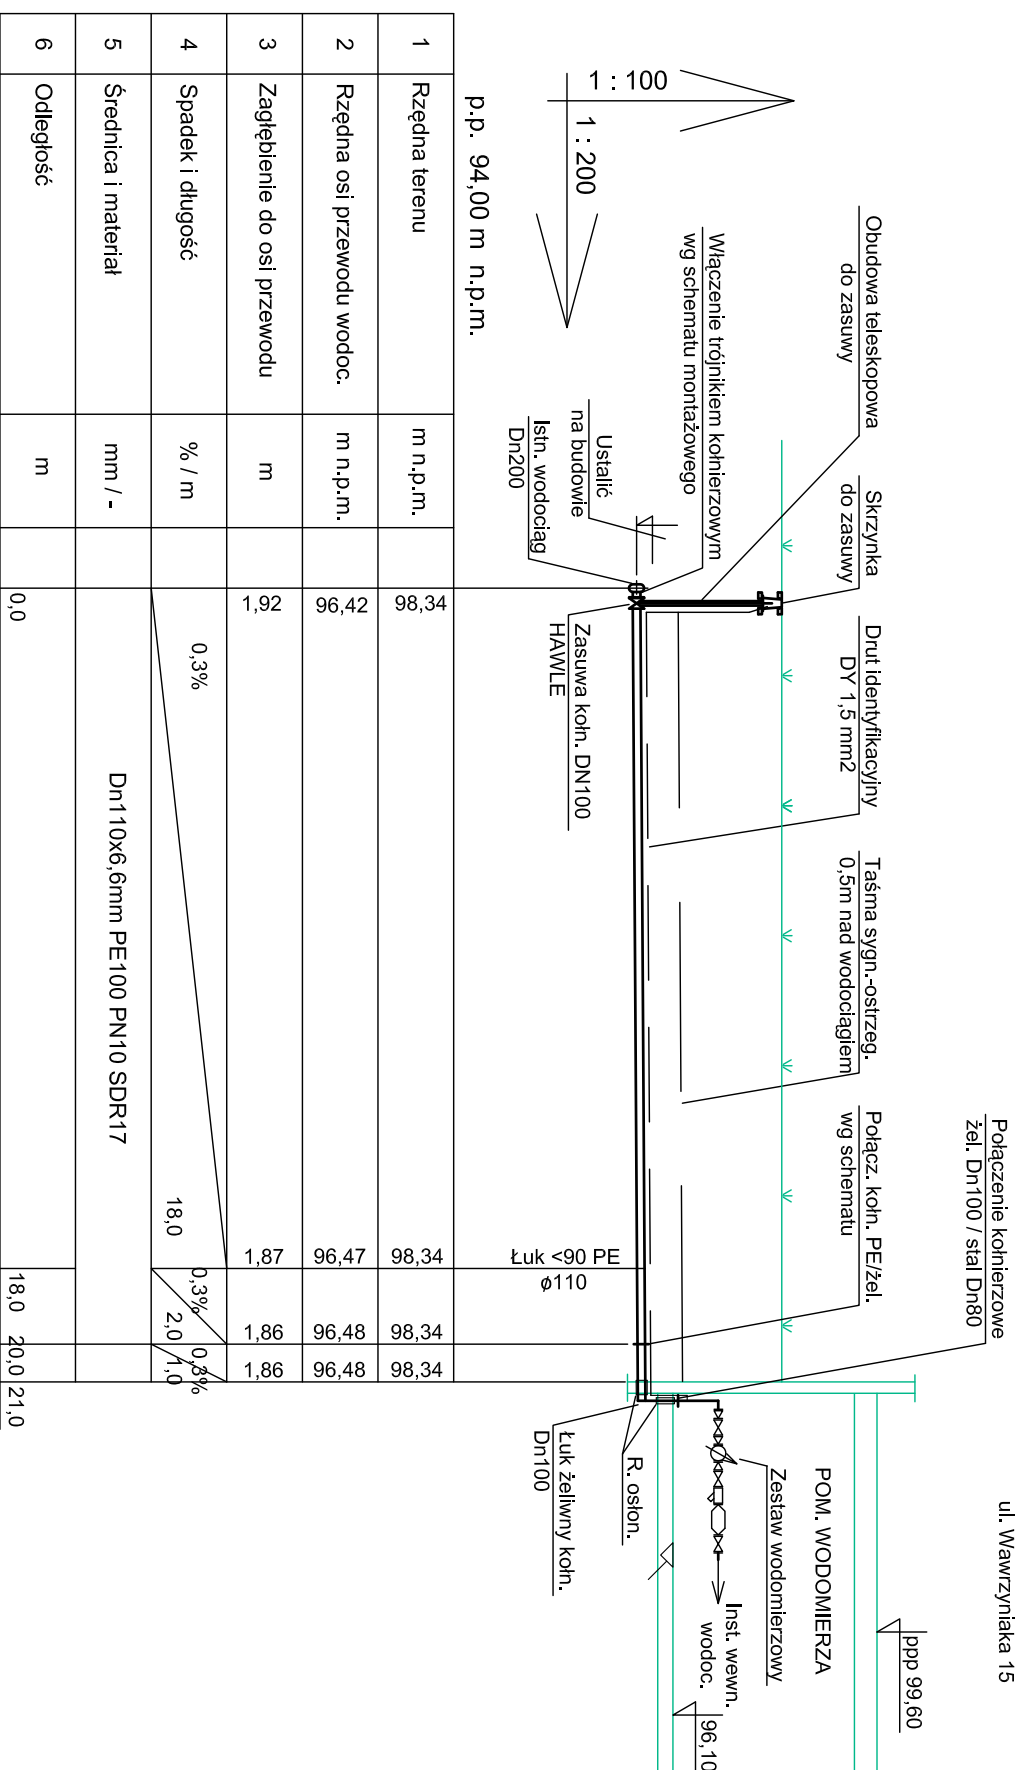 ul. Wawrzyniaka 15
Połączenie kołnierzowe
żel. Dn100 / stal Dn80
ppp 99,60
Obudowa teleskopowa
do zasuwy
Skrzynka
do zasuwy
Drut identyfikacyjny
DY 1,5 mm2
Taśma sygn.-ostrzeg.
0,5m nad wodociągiem
Połącz. kołn. PE/żel.
wg schematu
POM. WODOMIERZA
Zestaw wodomierzowy
Inst. wewn.
wodoc.
96,10
1 : 100
1 : 200
Włączenie trójnikiem kołnierzowym
wg schematu montażowego
Ustalić
na budowie
Istn. wodociąg
Dn200
Zasuwa kołn. DN100
HAWLE
Łuk <90 PE
φ110
R. osłon.
Łuk żeliwny kołn.
Dn100
p.p. 94,00 m n.p.m.
1 Rzędna terenu m n.p.m. 98,34 98,34 98,34 98,34
2 Rzędna osi przewodu wodoc. m n.p.m. 96,42 96,47 96,48 96,48
3 Zagłębienie do osi przewodu m 1,92 1,87 1,86 1,86
4 Spadek i długość % / m 0,3% 18,0 0,3% 2,0 0,3% 1,0
5 Średnica i materiał mm / - Dn110x6,6mm PE100 PN10 SDR17
6 Odległość m 0,0 18,0 20,0 21,0